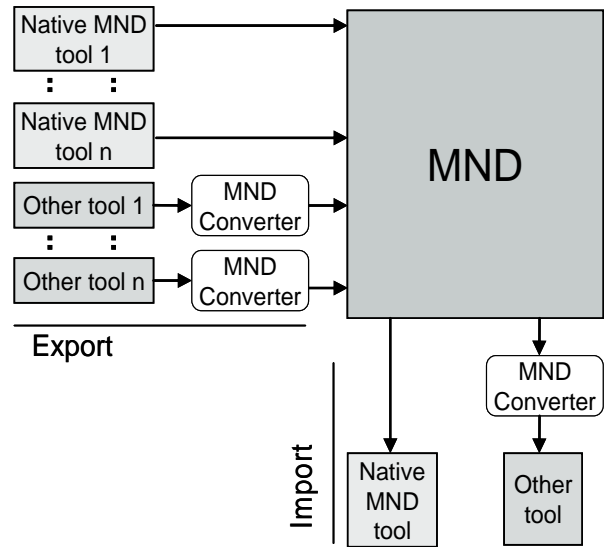 Native MND
tool 1
: :
Native MND
tool n
MND
Other tool 1
MND
Converter
: :
Other tool n
MND
Converter
Export
MND
Converter
Import
Native
MND
tool
Other
tool